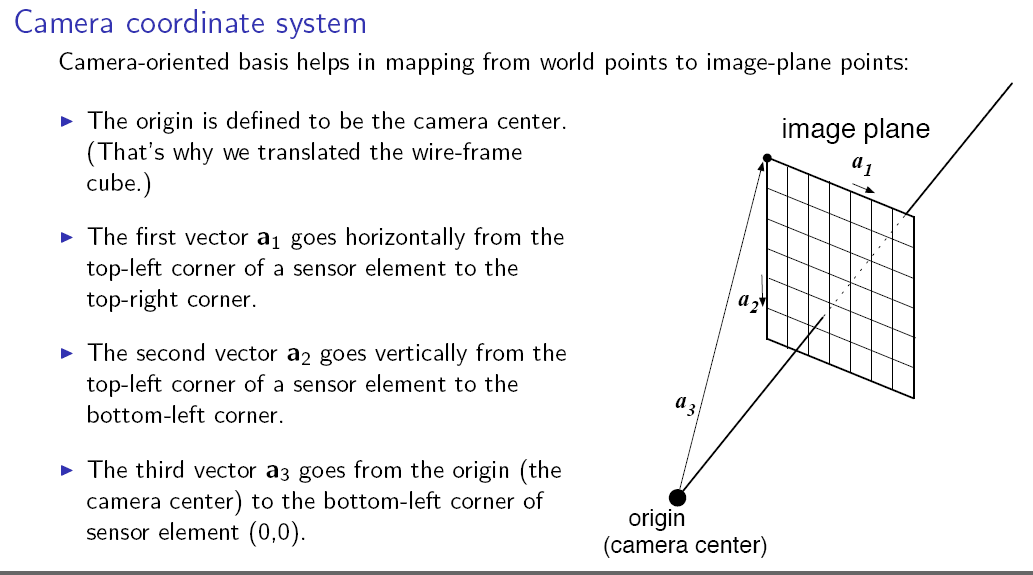 Camera coordinate system
Camera-oriented basis helps in mapping from world points to image-plane points:
▶ The origin is defined to be the camera center.
(That's why we translated the wire-frame
cube.)
▶ The first vector a1 goes horizontally from the
top-left corner of a sensor element to the
top-right corner.
▶ The second vector a2 goes vertically from the
top-left corner of a sensor element to the
bottom-left corner.
▶ The third vector a3 goes from the origin (the
camera center) to the bottom-left corner of
sensor element (0,0).
image plane
a1
a2
a3
origin
(camera center)